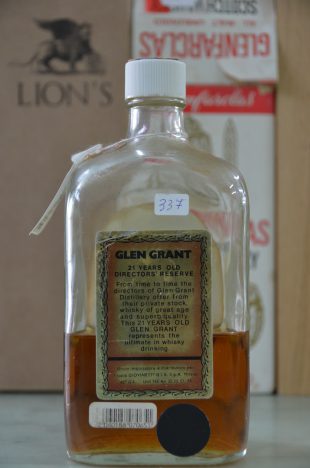 LION'S
SCOTCH
GLENFARCLAS
337
GLEN GRANT
21 YEARS OLD
DIRECTORS' RESERVE
From time to time the
directors of Glen Grant
Distillery offer from
their private stock,
whisky of great age
and superb quality.
This 21 YEARS OLD
GLEN GRANT
represents the
ultimate in whisky
drinking